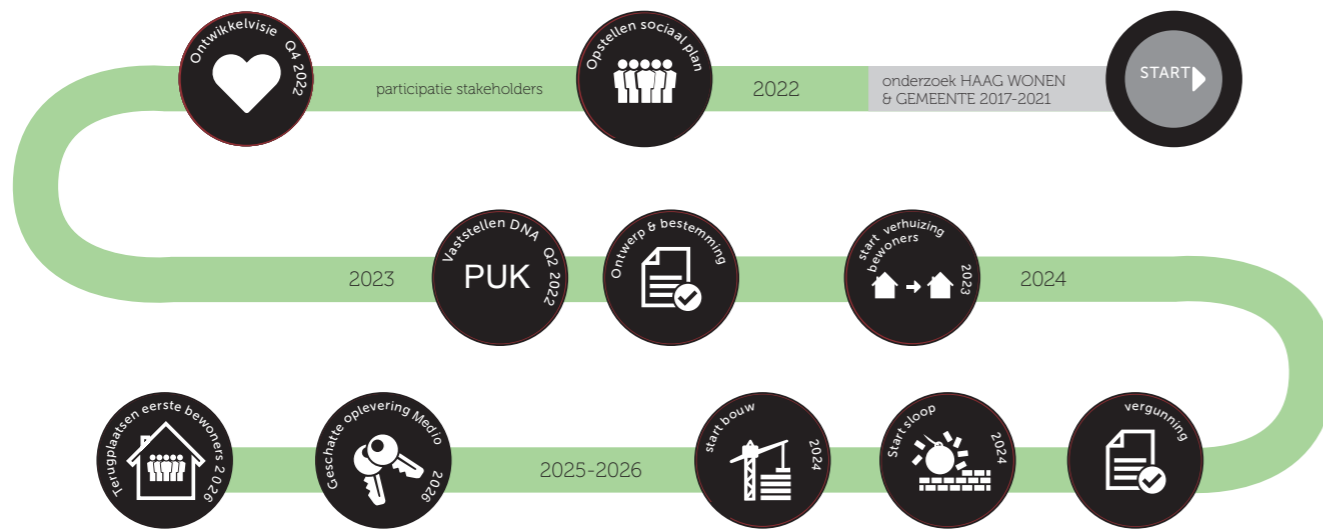 Ontwikkelvisie Q4 2022
participatie stakeholders
Opstellen sociaal plan
2022
onderzoek HAAG WONEN
& GEMEENTE 2017-2021
START
2023
Vaststellen DNA Q2 2022
PUK
Ontwerp & bestemming
start verhuizing
bewoners
2023
2024
Terrugplaatsen eerste bewoners 2026
Geschatte oplevering Medio 2026
2025-2026
start bouw 2024
Start sloop 2024
vergunning